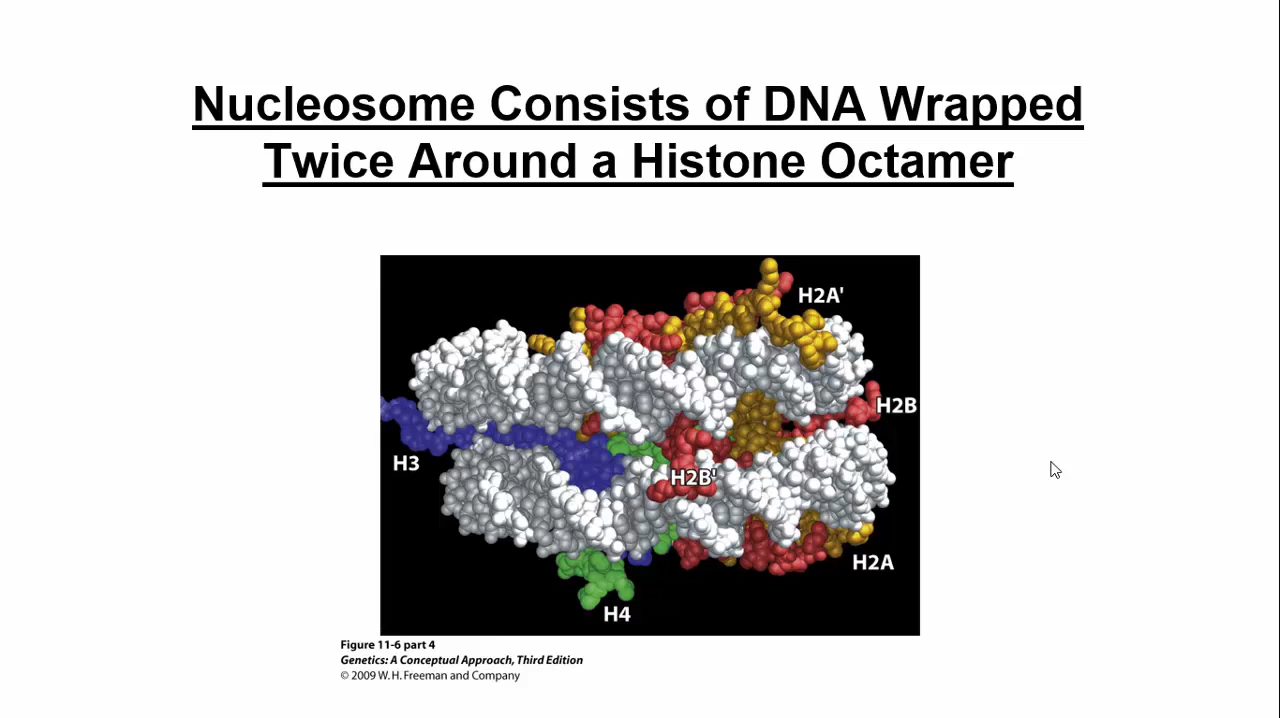 Nucleosome Consists of DNA Wrapped
Twice Around a Histone Octamer
H2A'
H2B
H3
H2B'
H2A
H4
Figure 11-6 part 4
Genetics: A Conceptual Approach, Third Edition
© 2009 W. H. Freeman and Company